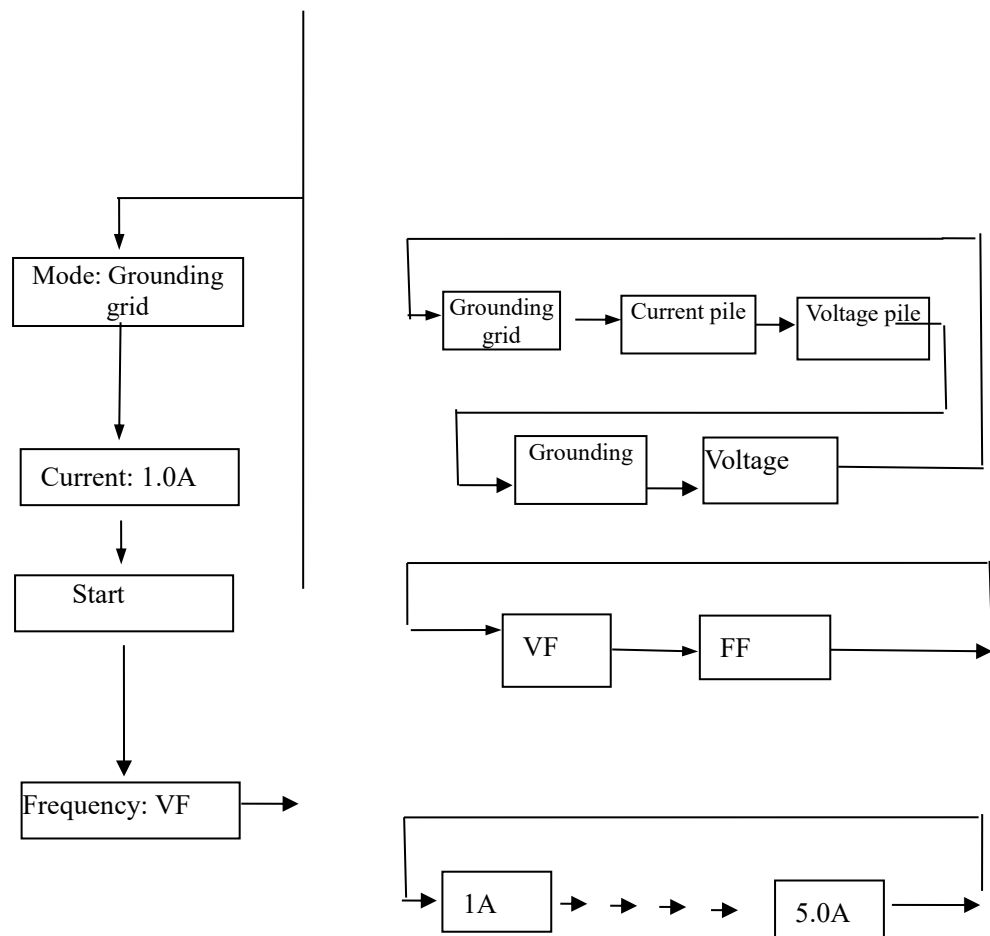 Mode: Grounding
grid
Current: 1.0A
Start
Frequency: VF
Grounding
grid
Current pile
Voltage pile
Grounding
Voltage
VF
FF
1A
5.0A